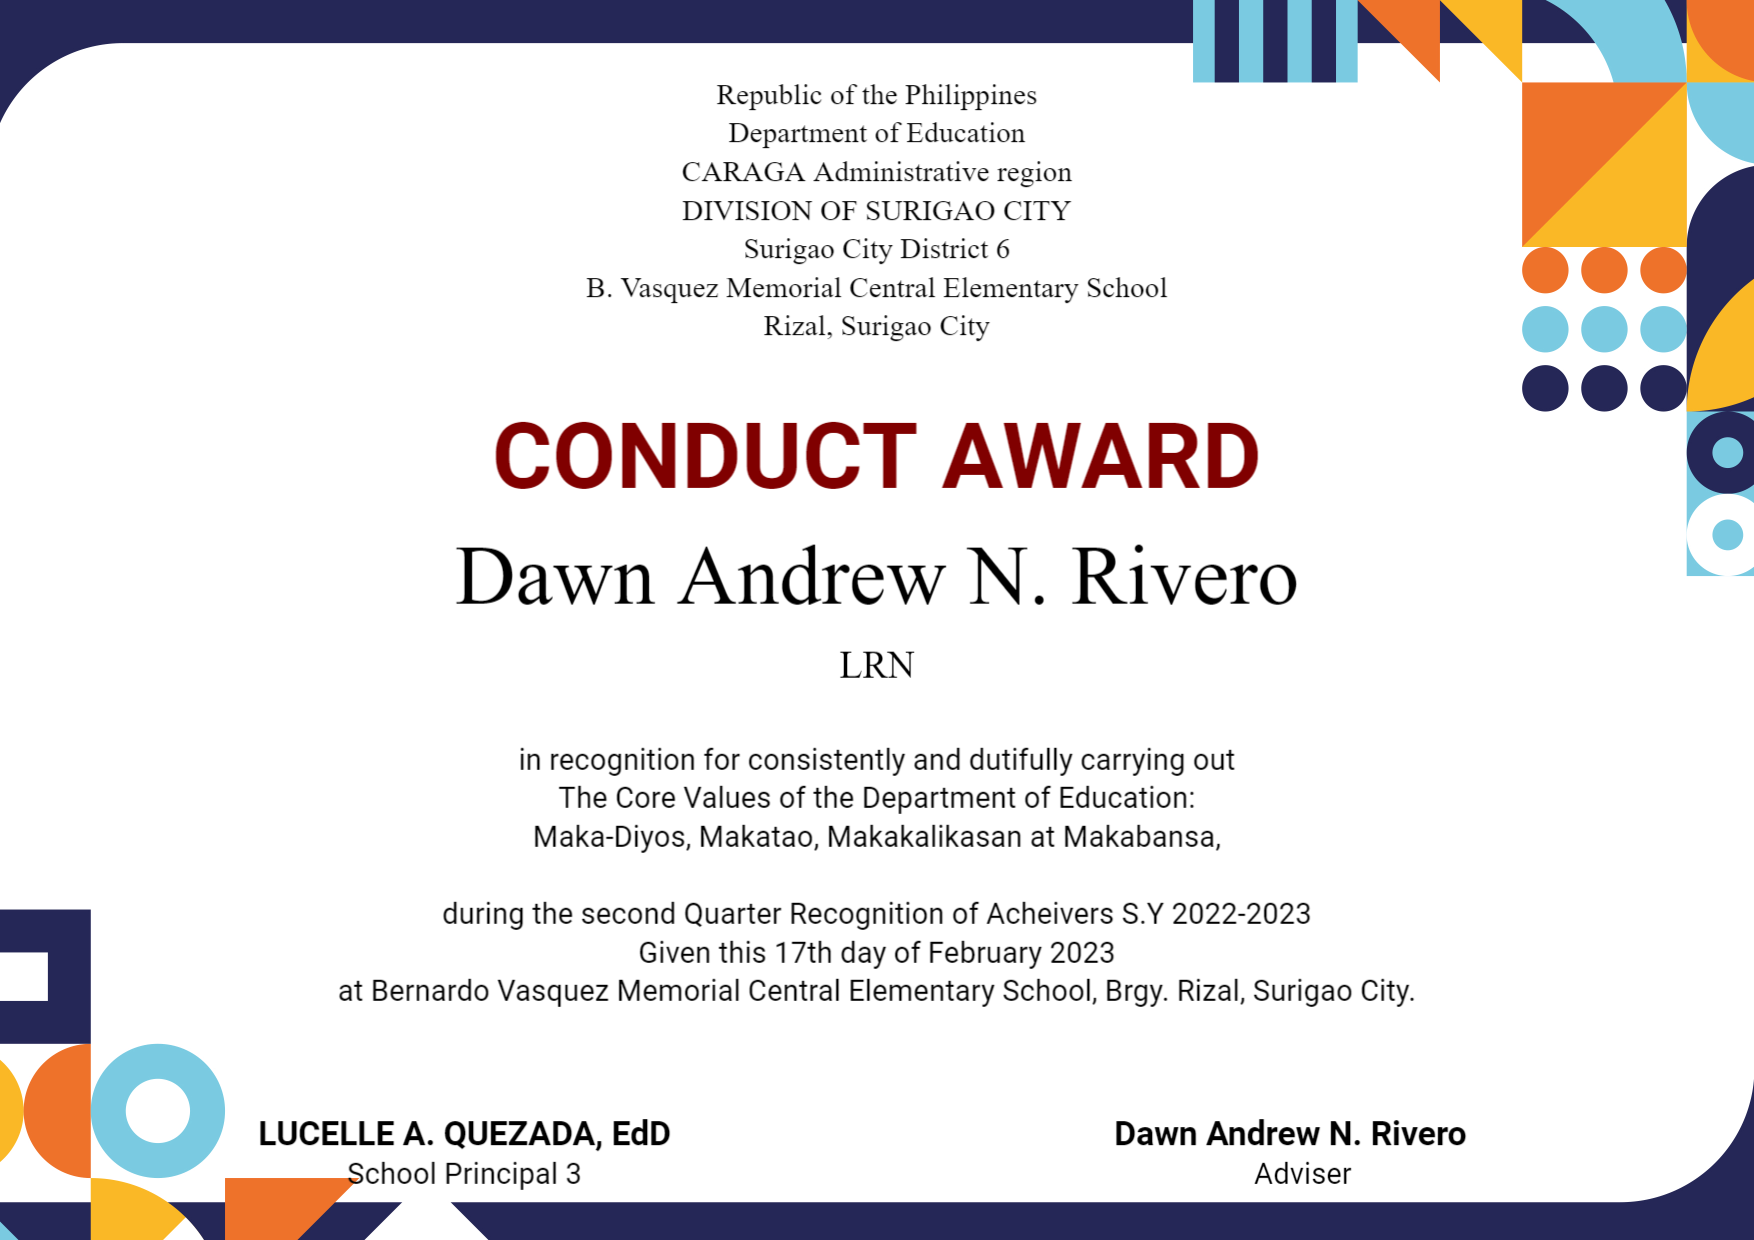 Republic of the Philippines
Department of Education
CARAGA Administrative region
DIVISION OF SURIGAO CITY
Surigao City District 6
B. Vasquez Memorial Central Elementary School
Rizal, Surigao City
CONDUCT AWARD
Dawn Andrew N. Rivero
LRN
in recognition for consistently and dutifully carrying out
The Core Values of the Department of Education:
Maka-Diyos, Makatao, Makakalikasan at Makabansa,
during the second Quarter Recognition of Acheivers S.Y 2022-2023
Given this 17th day of February 2023
at Bernardo Vasquez Memorial Central Elementary School, Brgy. Rizal, Surigao City.
LUCELLE A. QUEZADA, EdD
School Principal 3
Dawn Andrew N. Rivero
Adviser